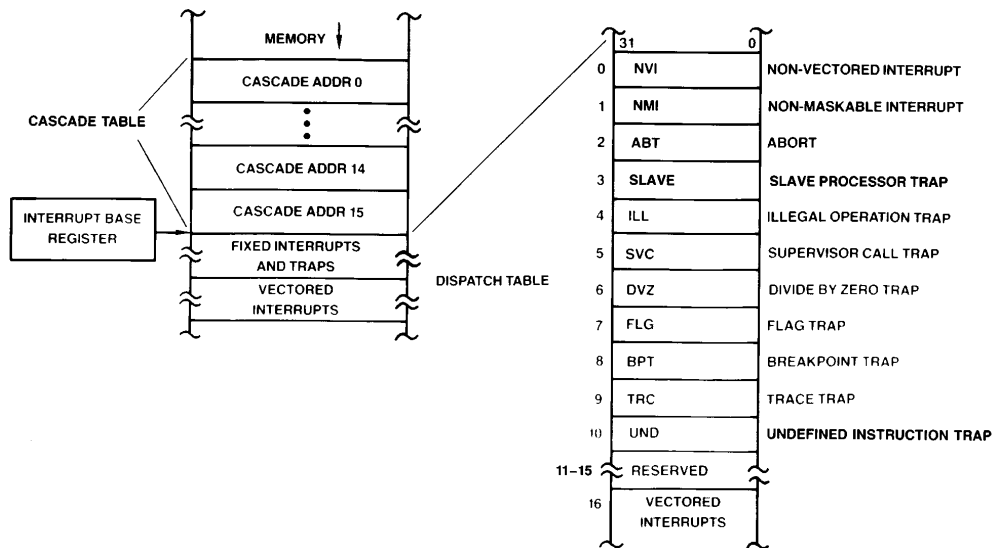 MEMORY
CASCADE ADDR 0
CASCADE TABLE
CASCADE ADDR 14
CASCADE ADDR 15
INTERRUPT BASE
REGISTER
FIXED INTERRUPTS
AND TRAPS
VECTORED
INTERRUPTS
DISPATCH TABLE
31 0
0 NVI NON-VECTORED INTERRUPT
1 NMI NON-MASKABLE INTERRUPT
2 ABT ABORT
3 SLAVE SLAVE PROCESSOR TRAP
4 ILL ILLEGAL OPERATION TRAP
5 SVC SUPERVISOR CALL TRAP
6 DVZ DIVIDE BY ZERO TRAP
7 FLG FLAG TRAP
8 BPT BREAKPOINT TRAP
9 TRC TRACE TRAP
10 UND UNDEFINED INSTRUCTION TRAP
11–15 RESERVED
16 VECTORED
INTERRUPTS